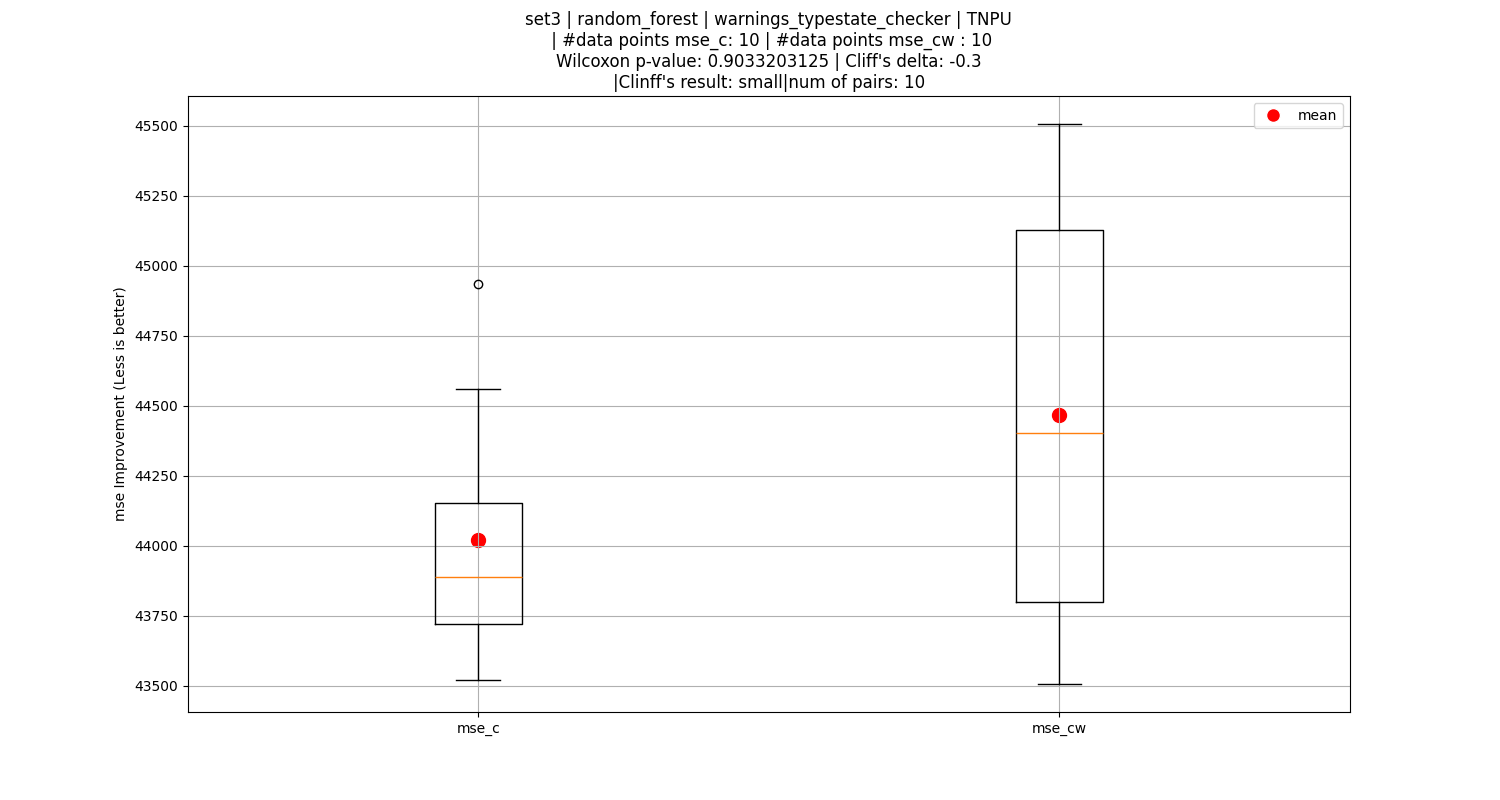 set3 | random_forest | warnings_typestate_checker | TNPU
| #data points mse_c: 10 | #data points mse_cw : 10
Wilcoxon p-value: 0.9033203125 | Cliff's delta: -0.3
|Clinff's result: small|num of pairs: 10
mean
45500
45250
45000
44750
44500
44250
44000
43750
43500
mse Improvement (Less is better)
mse_c
mse_cw